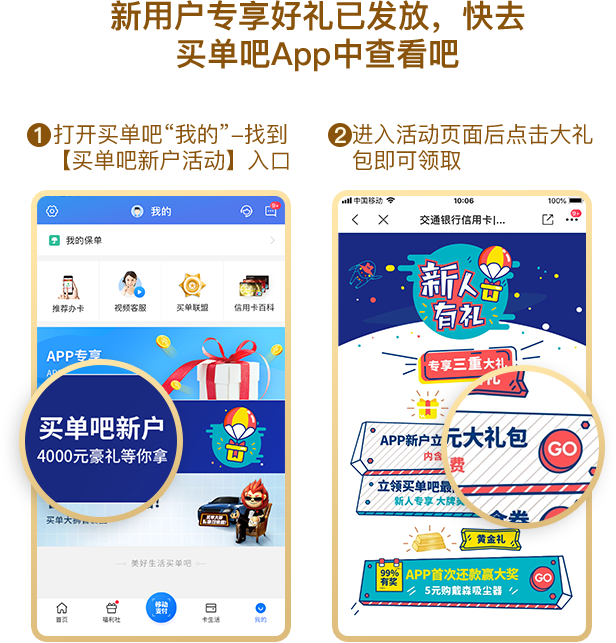 新用户专享好礼已发放，快去
买单吧App中查看吧
1 打开买单吧“我的”–找到
【买单吧新户活动】入口
2 进入活动页面后点击大礼
包即可领取
我的
9+
我的保单
推荐办卡 视频客服 买单联盟 信用卡百科
APP专享
买单吧新户
4000元豪礼等你拿
买单大狮
美好生活买单吧
首页 福利社 移动支付 卡生活 我的
中国移动 10:06 100%
交通银行信用卡|...
9+
新人
有礼
专享三重大礼
APP新户立
内含
元大礼包
费
GO
立领买单吧最
新人专享 大牌
黄金礼
99%
有奖
APP首次还款赢大奖
5元购戴森吸尘器
GO